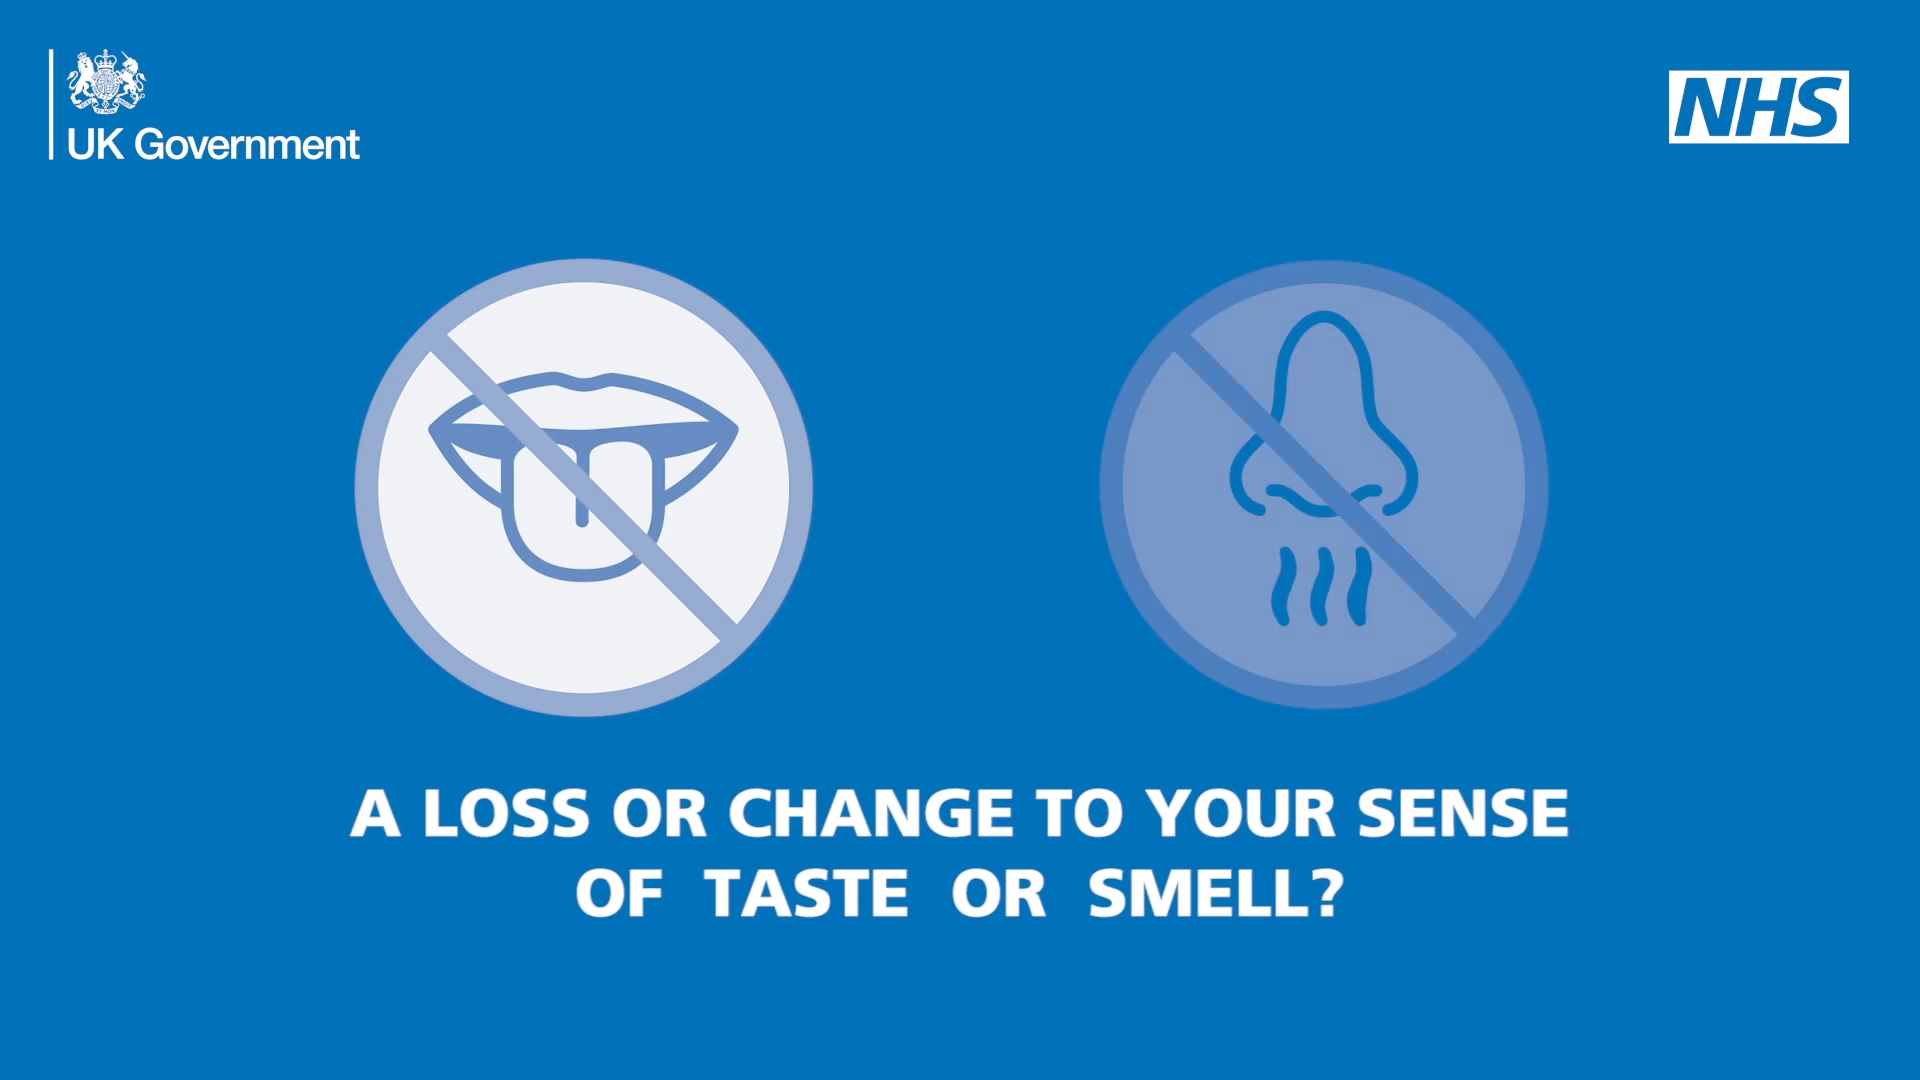 UK Government
NHS
A LOSS OR CHANGE TO YOUR SENSE
OF TASTE OR SMELL?